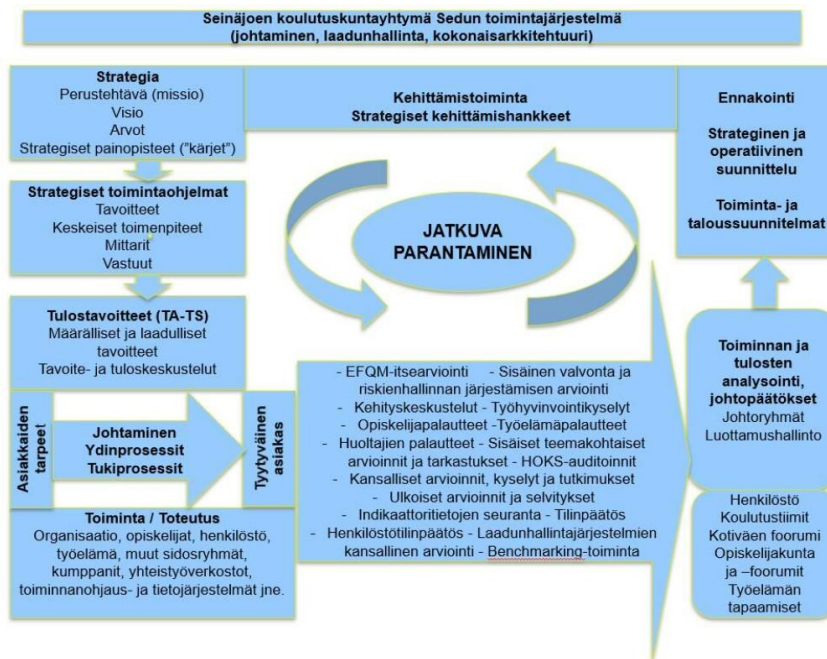 Seinäjoen koulutuskuntayhtymä Sedun toimintajärjestelmä
(johtaminen, laadunhallinta, kokonaisarkkitehtuuri)
Strategia
Perustehtävä (missio)
Visio
Arvot
Strategiset painopisteet ("kärjet")
Kehittämistoiminta
Strategiset kehittämishankkeet
Ennakointi
Strateginen ja
operatiivinen
suunnittelu
Toiminta- ja
taloussuunnitelmat
Strategiset toimintaohjelmat
Tavoitteet
Keskeiset toimenpiteet
Mittarit
Vastuut
JATKUVA
PARANTAMINEN
Tulostavoitteet (TA-TS)
Määrälliset ja laadulliset
tavoitteet
Tavoite- ja tuloskeskustelut
Asiakkaiden
tarpeet
Johtaminen
Ydinprosessit
Tukiprosessit
Tyytyväinen
asiakas
Toiminta / Toteutus
Organisaatio, opiskelijat, henkilöstö,
työelämä, muut sidosryhmät,
kumppanit, yhteistyöverkostot,
toiminnanohjaus- ja tietojärjestelmät jne.
- EFQM-itsearviointi - Sisäinen valvonta ja
riskienhallinnan järjestämisen arviointi
- Kehityskeskustelut - Työhyvinvointikyselyt
- Opiskelijapalautteet -Työelämäpalautteet
- Huoltajien palautteet - Sisäiset teemakohtaiset
arvioinnit ja tarkastukset - HOKS-auditoinnit
- Kansalliset arvioinnit, kyselyt ja tutkimukset
- Ulkoiset arvioinnit ja selvitykset
- Indikaattoritietojen seuranta - Tilinpäätös
- Henkilöstötilinpäätös - Laadunhallintajärjestelmien
kansallinen arviointi - Benchmarking-toiminta
Toiminnan ja
tulosten
analysointi,
johtopäätökset
Johtoryhmät
Luottamushallinto
Henkilöstö
Koulutustiimit
Kotiväen foorumi
Opiskelijakunta
ja –foorumit
Työelämän
tapaamiset